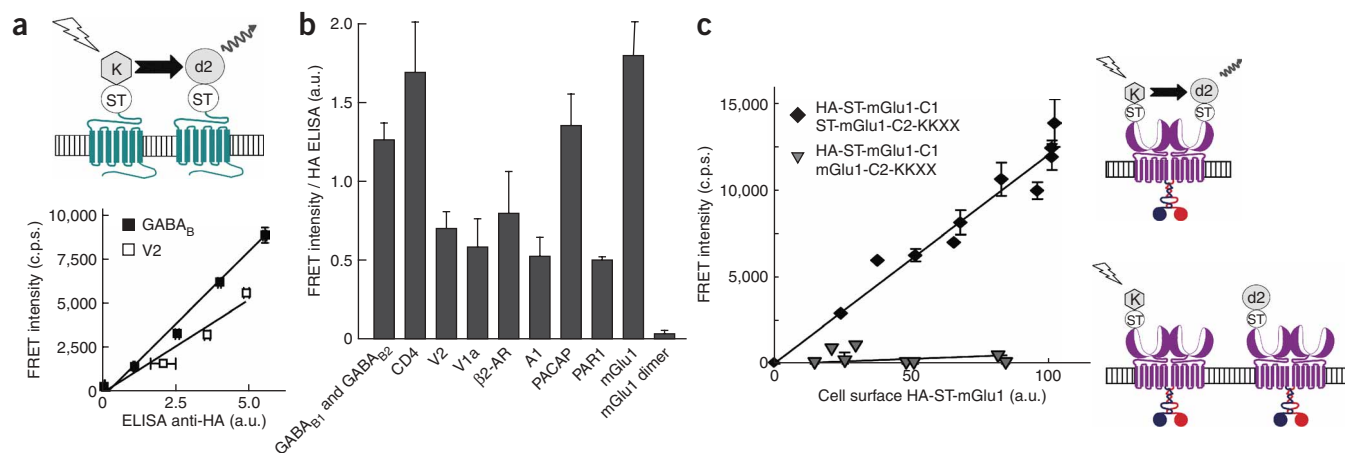 a
K
d2
ST
ST
10,000
7,500
5,000
2,500
0
FRET intensity (c.p.s.)
GABA_B
V2
0
2.5
5.0
ELISA anti-HA (a.u.)
b
2.0
1.5
1.0
0.5
0
FRET intensity / HA ELISA (a.u.)
GABA_B1 and GABA_B2
CD4
V2
V1a
β2-AR
A1
PACAP
PAR1
mGlu1
mGlu1 dimer
c
15,000
10,000
5,000
0
FRET intensity (c.p.s.)
HA-ST-mGlu1-C1
ST-mGlu1-C2-KKXX
HA-ST-mGlu1-C1
mGlu1-C2-KKXX
0
50
100
Cell surface HA-ST-mGlu1 (a.u.)
K
d2
ST
ST
K
d2
ST
ST